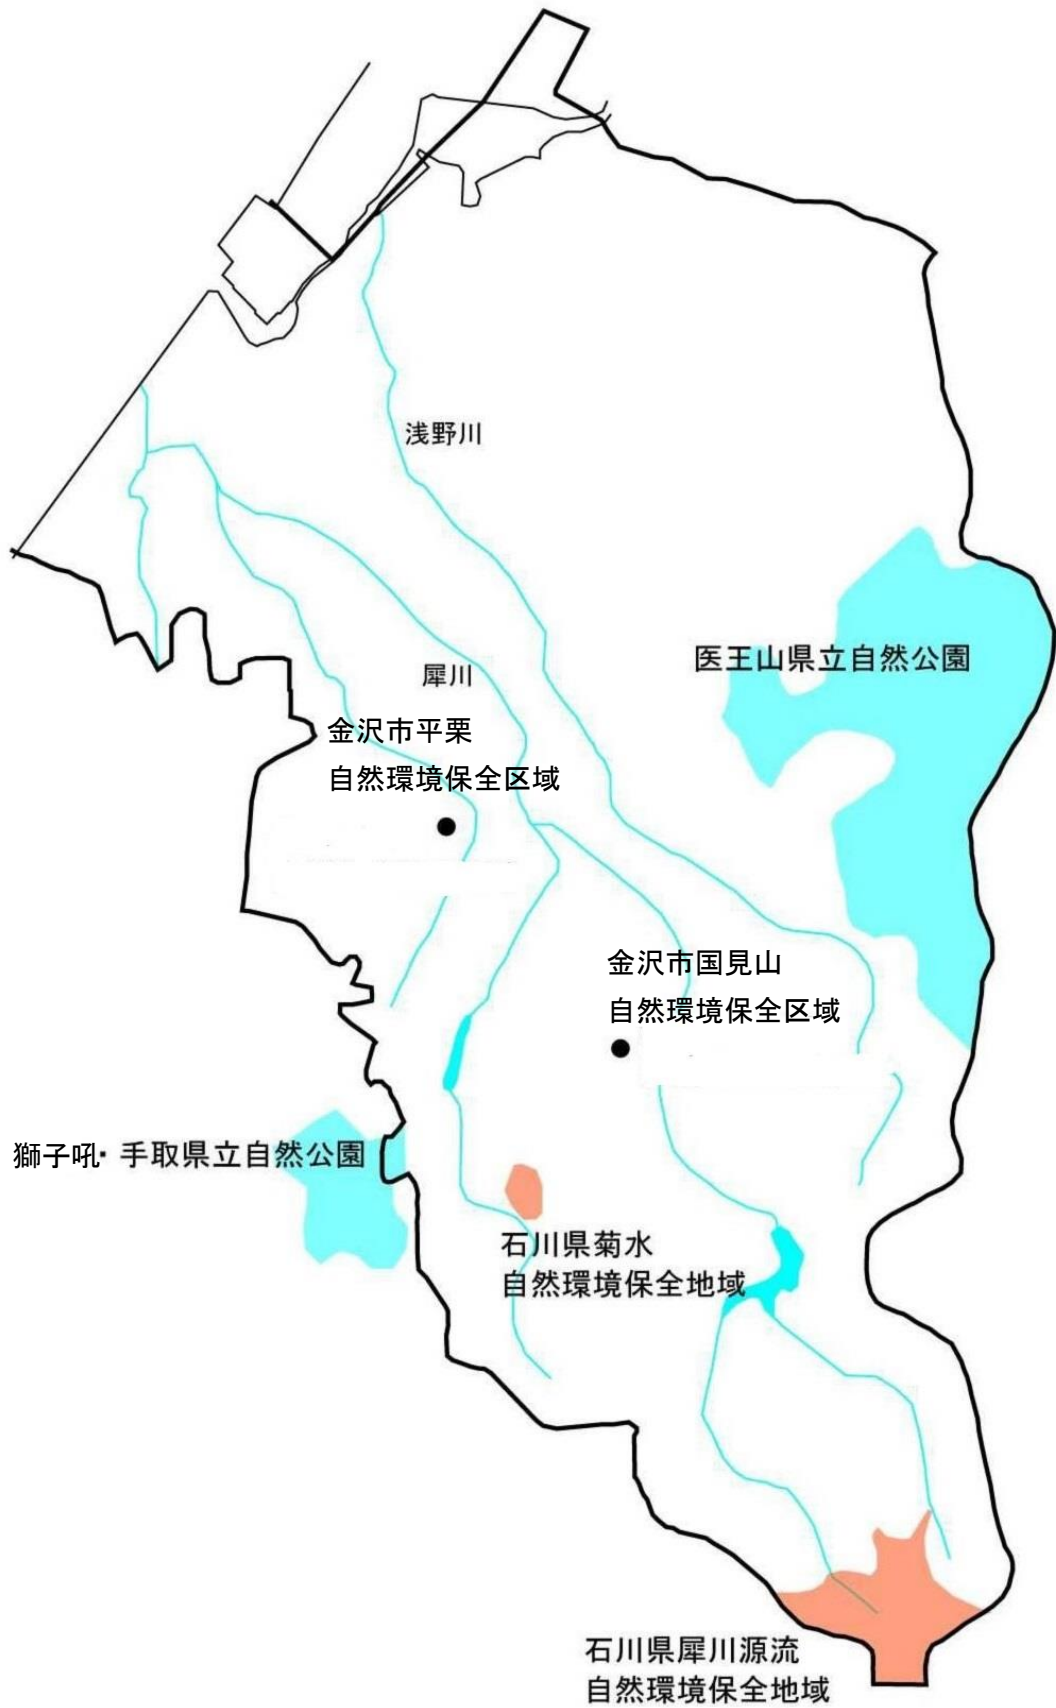 浅野川
医王山県立自然公園
犀川
金沢市平栗
自然環境保全区域
金沢市国見山
自然環境保全区域
獅子吼・手取県立自然公園
石川県菊水
自然環境保全地域
石川県犀川源流
自然環境保全地域